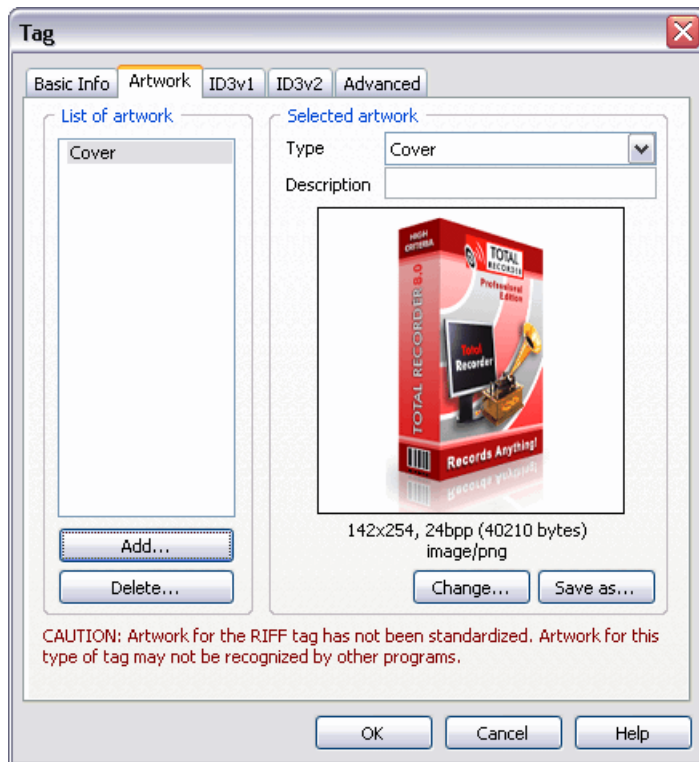 Tag
Basic Info
Artwork
ID3v1
ID3v2
Advanced
List of artwork
Cover
Add...
Delete...
Selected artwork
Type
Cover
Description
HIGH
CRITERIA
TOTAL
RECORDER
Professional
Edition
TOTAL RECORDER 8.0
Total
Recorder
Records Anything!
142x254, 24bpp (40210 bytes)
image/png
Change...
Save as...
CAUTION: Artwork for the RIFF tag has not been standardized. Artwork for this
type of tag may not be recognized by other programs.
OK
Cancel
Help